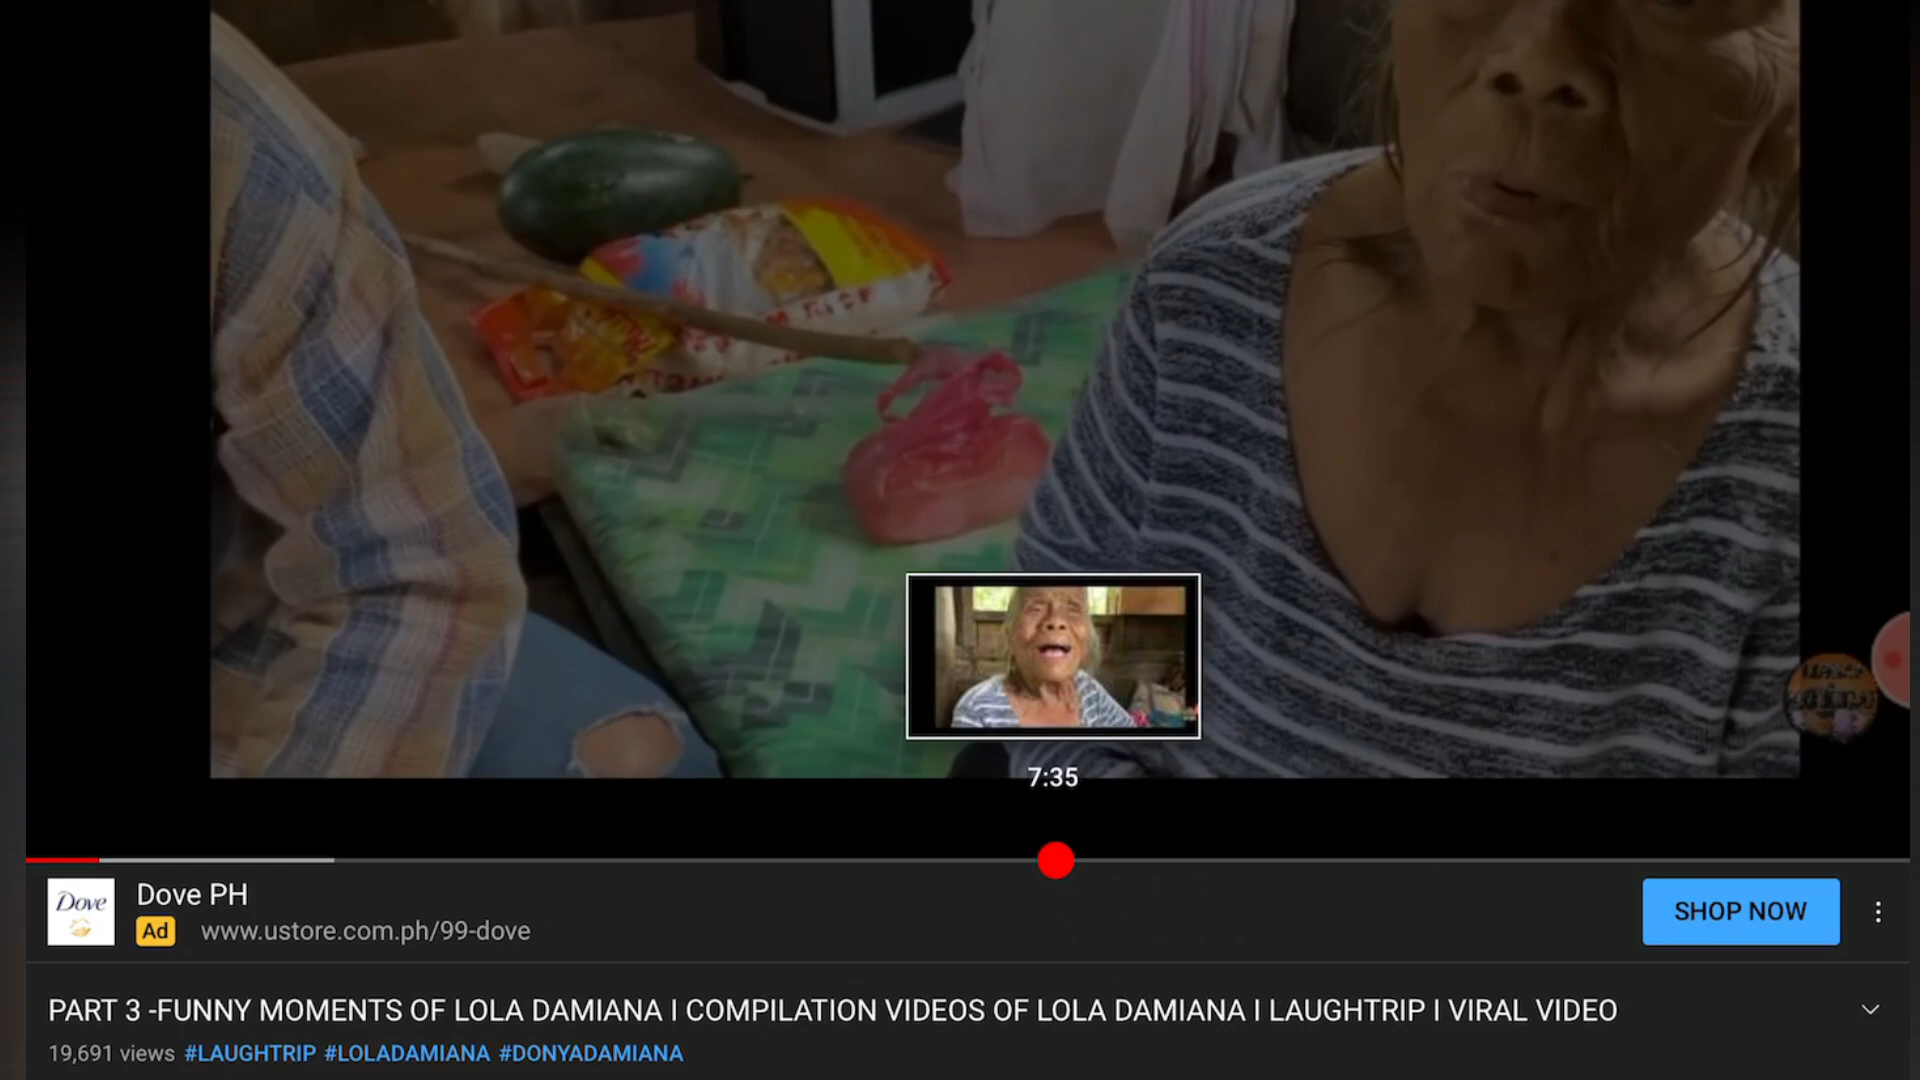 7:35
Dove
Dove PH
SHOP NOW
Ad www.ustore.com.ph/99-dove
PART 3 -FUNNY MOMENTS OF LOLA DAMIANA I COMPILATION VIDEOS OF LOLA DAMIANA I LAUGHTRIP I VIRAL VIDEO
19,691 views #LAUGHTRIP #LOLADAMIANA #DONYADAMIANA